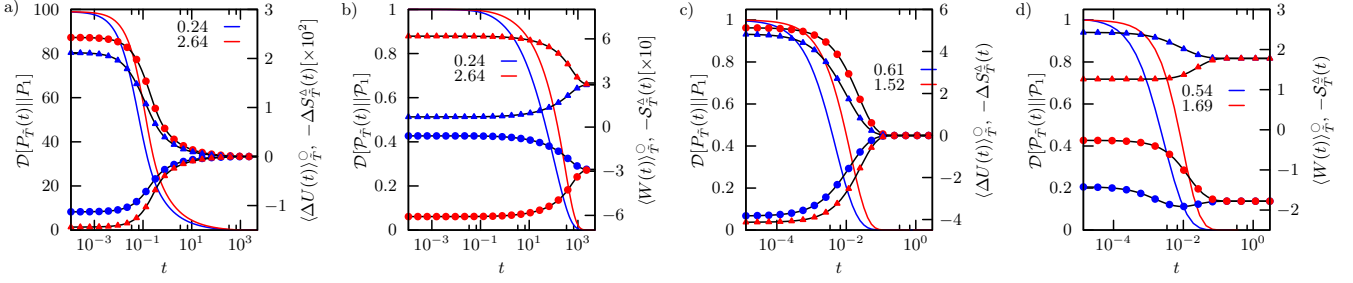 a)
100
80
60
40
20
0
𝒟[P_T̃(t)||P_1]
0.24
2.64
3
2
1
0
−1
⟨ΔU(t)⟩_T̃^○, −ΔS_T̃^△(t)[×10^2]
10^−3 10^−1 10^1 10^3
t
b)
1
0.8
0.6
0.4
0.2
0
𝒟[𝒫_T̃(t)||𝒫_1]
0.24
2.64
6
3
0
−3
−6
⟨W(t)⟩_T̃^○, −𝒮_T̃^△(t)[×10]
10^−3 10^−1 10^1 10^3
t
c)
1
0.8
0.6
0.4
0.2
0
𝒟[P_T̃(t)||P_1]
0.61
1.52
6
4
2
0
−2
−4
⟨ΔU(t)⟩_T̃^○, −ΔS_T̃^△(t)
10^−4 10^−2 10^0
t
d)
1
0.8
0.6
0.4
0.2
0
𝒟[𝒫_T̃(t)||𝒫_1]
0.54
1.69
3
2
1
0
−1
−2
⟨W(t)⟩_T̃^○, −𝒮_T̃^△(t)
10^−4 10^−2 10^0
t